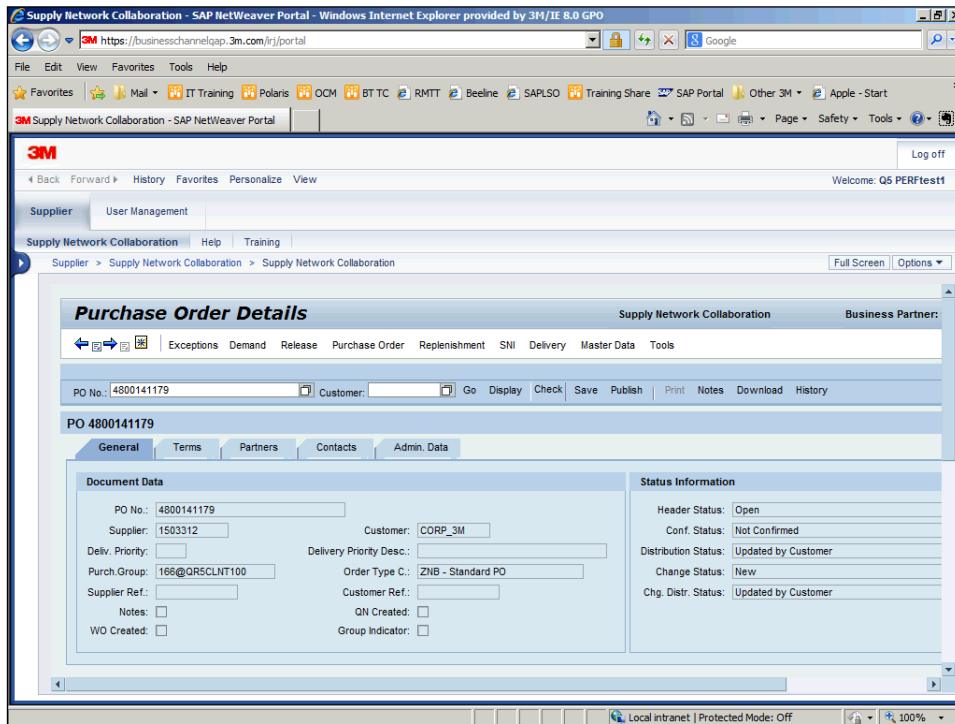 Supply Network Collaboration - SAP NetWeaver Portal - Windows Internet Explorer provided by 3M/IE 8.0 GPO
3M https://businesschannelqap.3m.com/irj/portal Google
File Edit View Favorites Tools Help
Favorites Mail IT Training Polaris OCM BT TC RMTT Beeline SAPLSO Training Share SAP Portal Other 3M Apple - Start
3M Supply Network Collaboration - SAP NetWeaver Portal Page Safety Tools
3M Log off
Back Forward History Favorites Personalize View Welcome: Q5 PERFtest1
Supplier User Management
Supply Network Collaboration Help Training
Supplier > Supply Network Collaboration > Supply Network Collaboration Full Screen Options
Purchase Order Details Supply Network Collaboration Business Partner:
Exceptions Demand Release Purchase Order Replenishment SNI Delivery Master Data Tools
PO No.: 4800141179 Customer: Go Display Check Save Publish Print Notes Download History
PO 4800141179
General Terms Partners Contacts Admin. Data
Document Data Status Information
PO No.: 4800141179 Header Status: Open
Supplier: 1503312 Customer: CORP_3M Conf. Status: Not Confirmed
Deliv. Priority: Delivery Priority Desc.: Distribution Status: Updated by Customer
Purch.Group: 166@QR5CLNT100 Order Type C.: ZNB - Standard PO Change Status: New
Supplier Ref.: Customer Ref.: Chg. Distr. Status: Updated by Customer
Notes: QN Created:
WO Created: Group Indicator:
Local intranet | Protected Mode: Off 100%